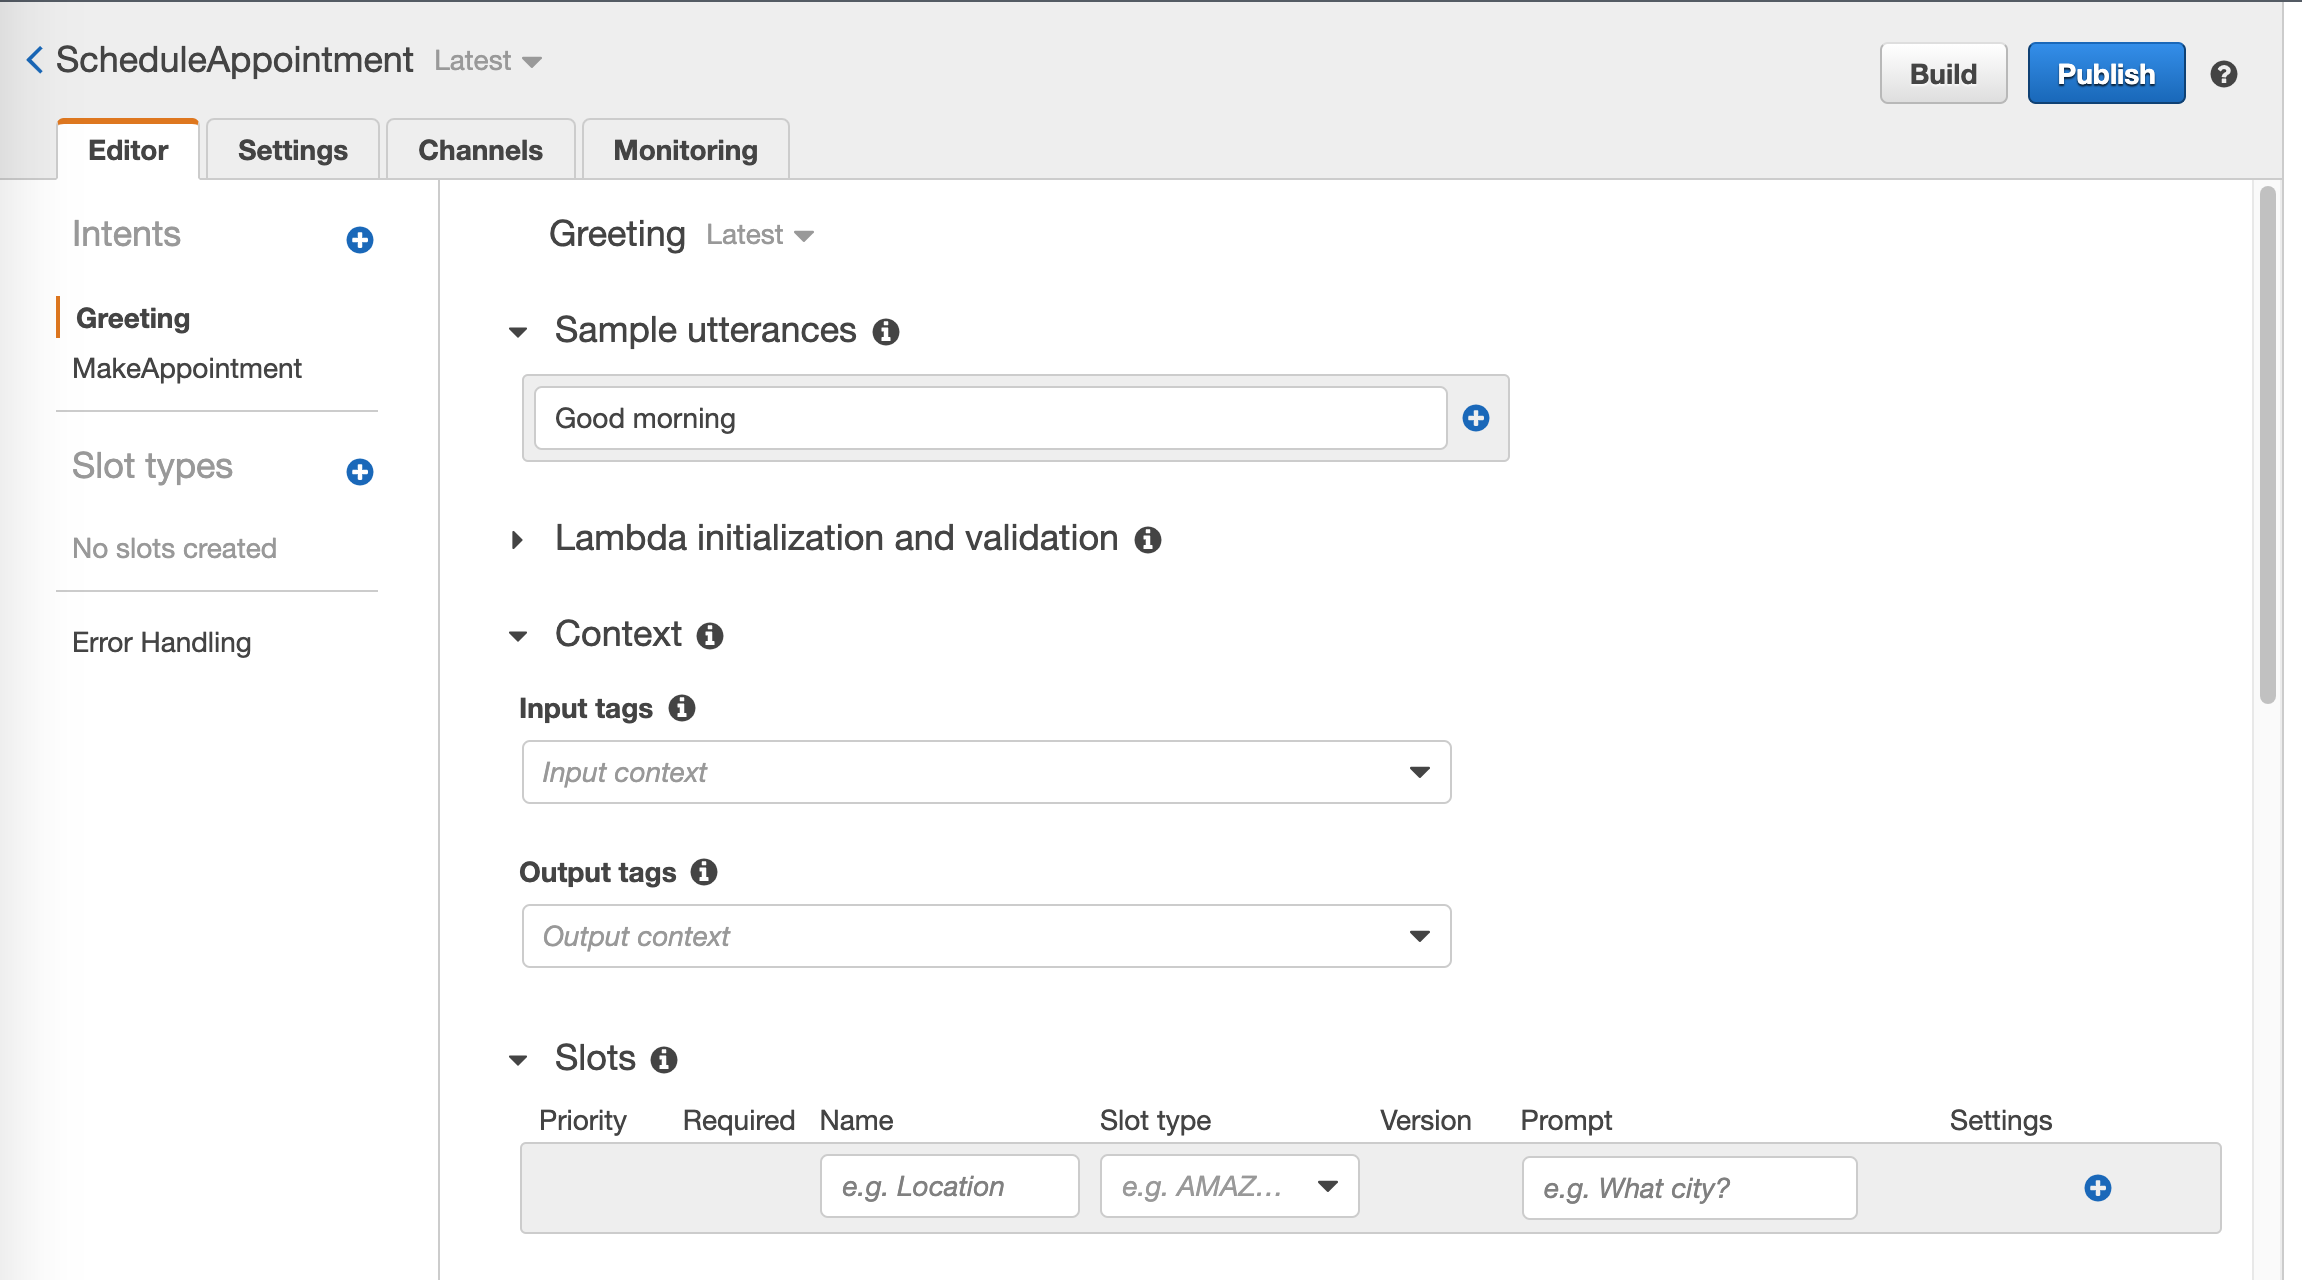 ScheduleAppointment Latest
Build Publish
Editor Settings Channels Monitoring
Intents
Greeting
MakeAppointment
Slot types
No slots created
Error Handling
Greeting Latest
Sample utterances
Good morning
Lambda initialization and validation
Context
Input tags
Input context
Output tags
Output context
Slots
Priority Required Name Slot type Version Prompt Settings
e.g. Location e.g. AMAZ... e.g. What city?